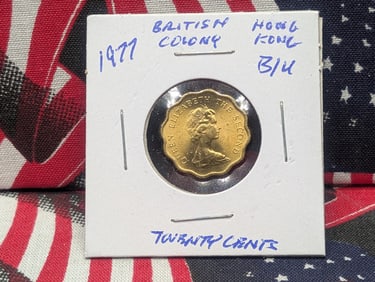 1977
BRITISH COLONY
HONG KONG
B/U
QUEEN ELIZABETH THE SECOND
TWENTY CENTS